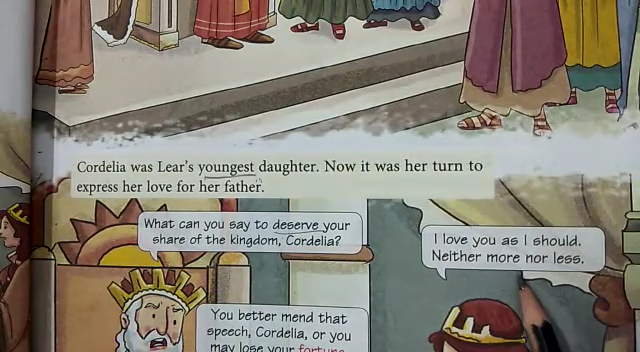 Cordelia was Lear's youngest daughter. Now it was her turn to
express her love for her father.
What can you say to deserve your
share of the kingdom, Cordelia?
I love you as I should.
Neither more nor less.
You better mend that
speech, Cordelia, or you
may lose your fortune.